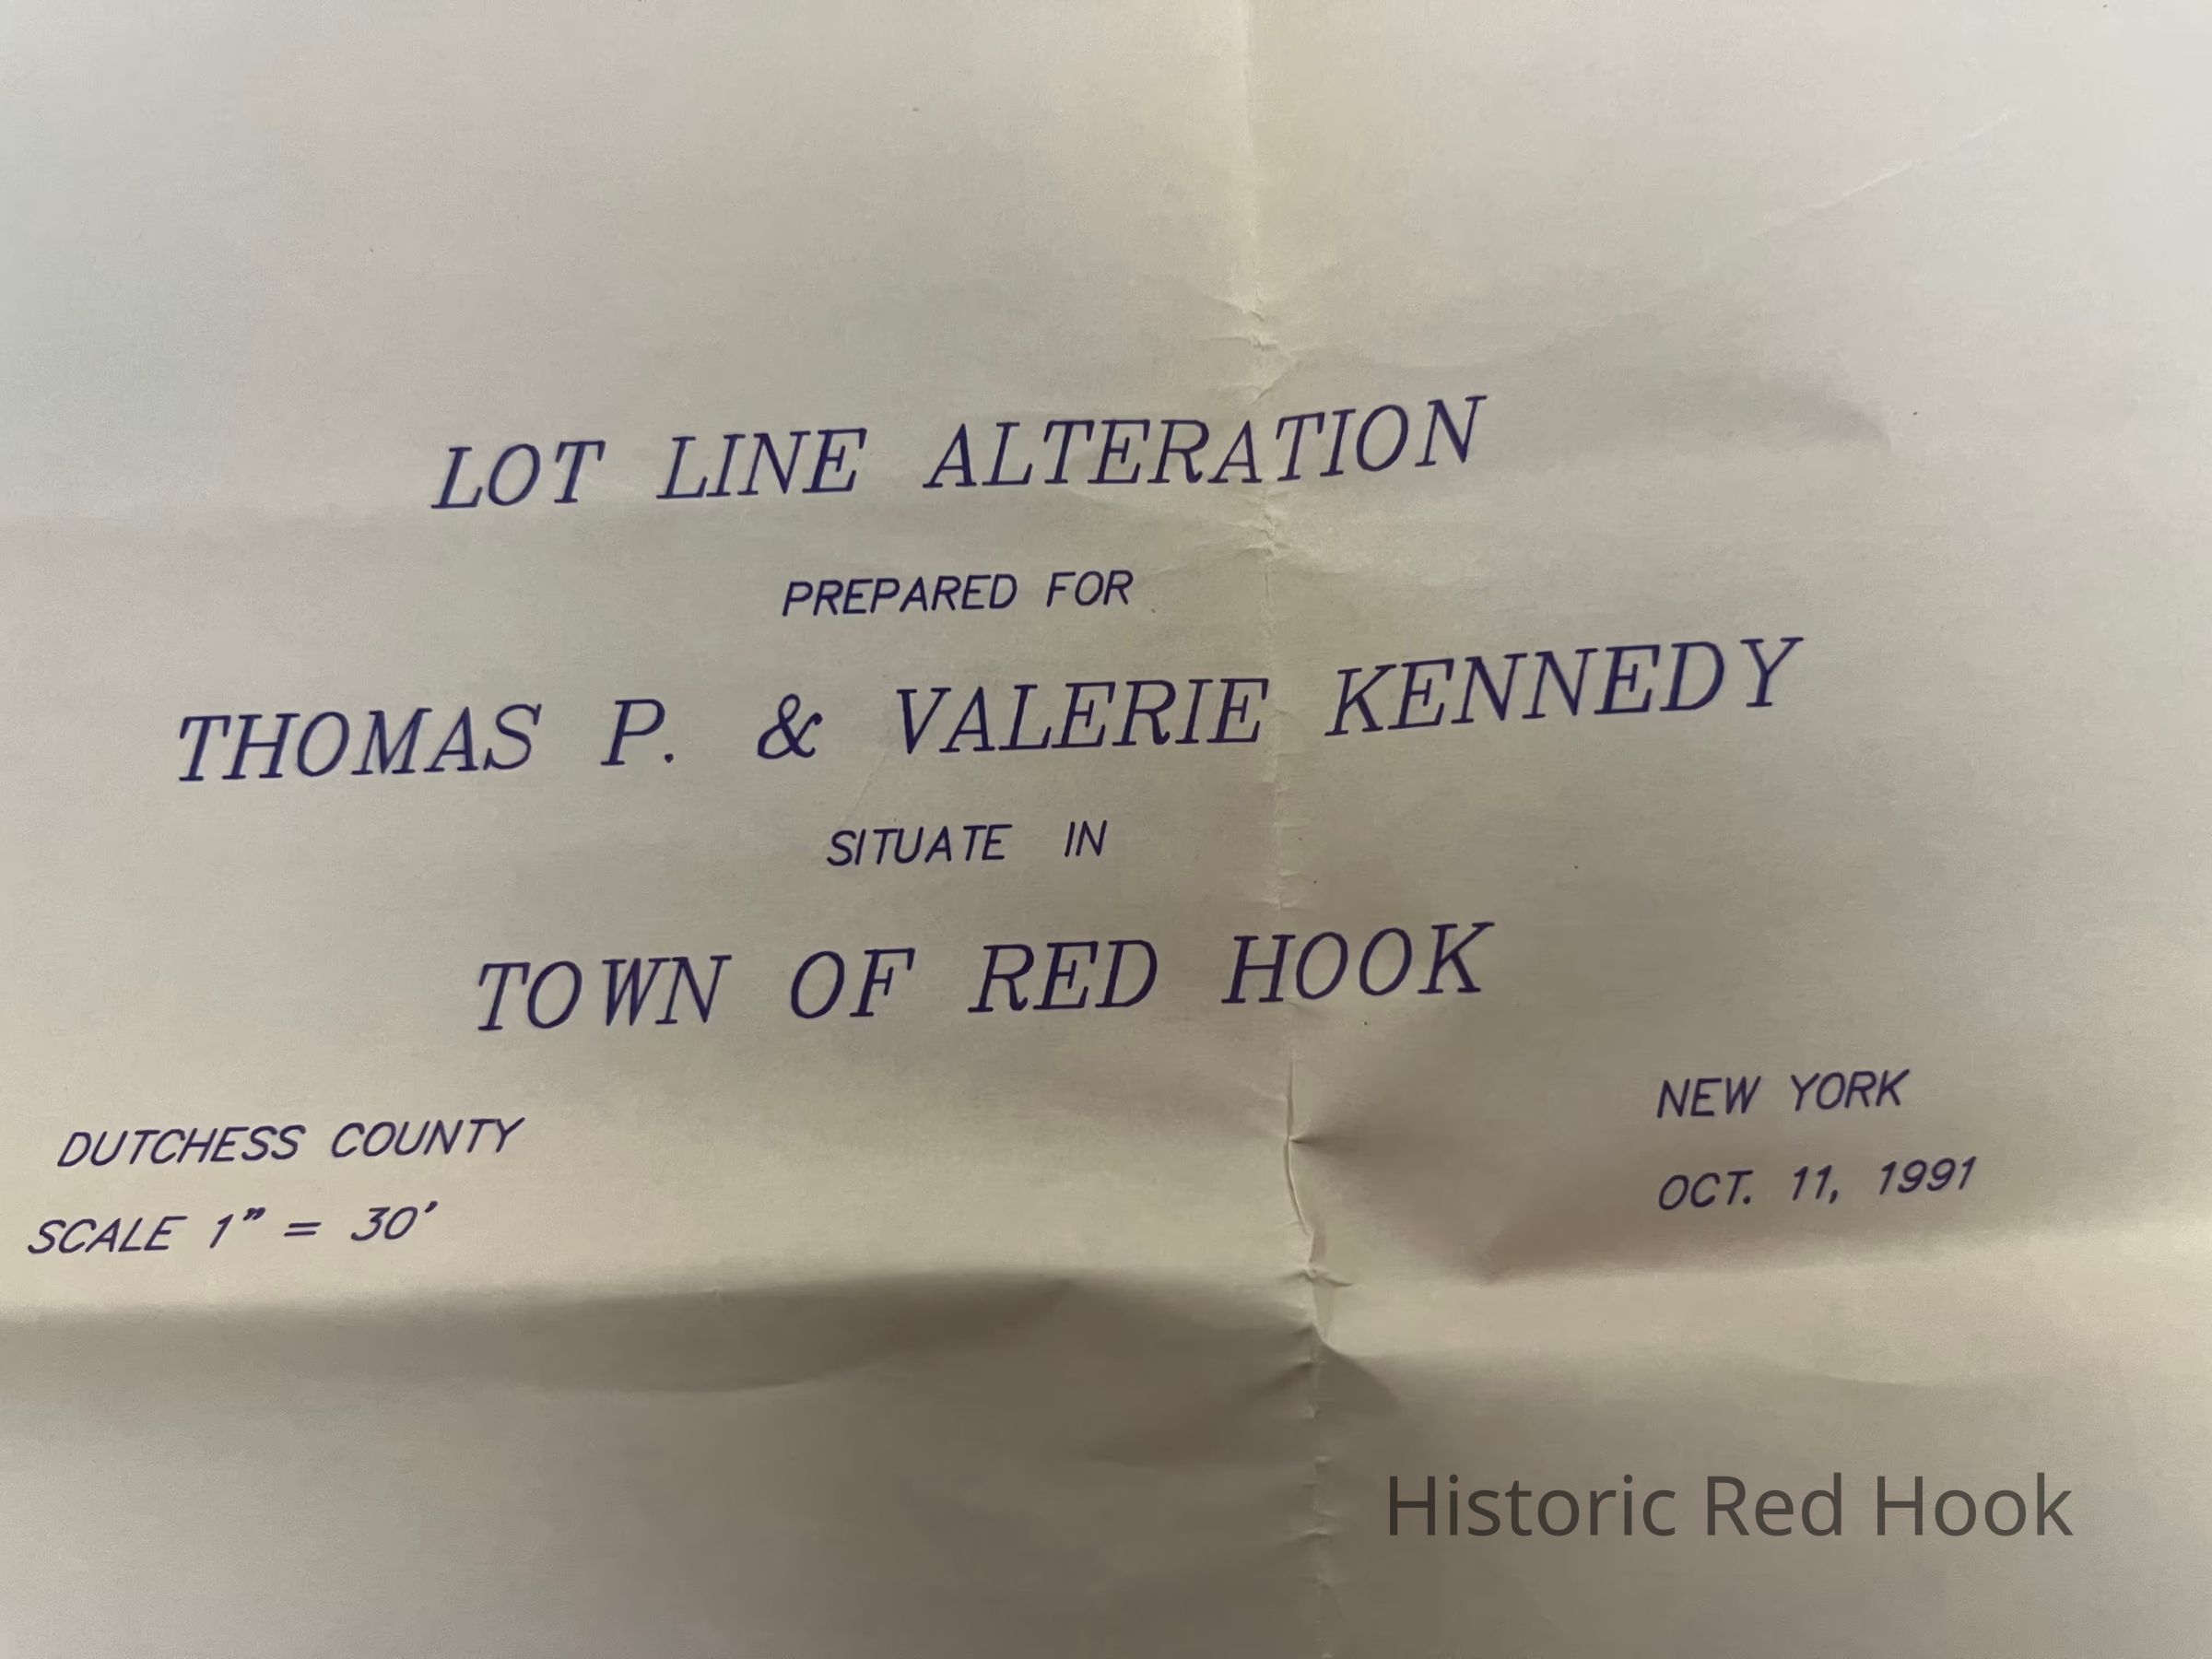 LOT LINE ALTERATION
PREPARED FOR
THOMAS P. & VALERIE KENNEDY
SITUATE IN
TOWN OF RED HOOK
DUTCHESS COUNTY
SCALE 1" = 30'
NEW YORK
OCT. 11, 1991
Historic Red Hook